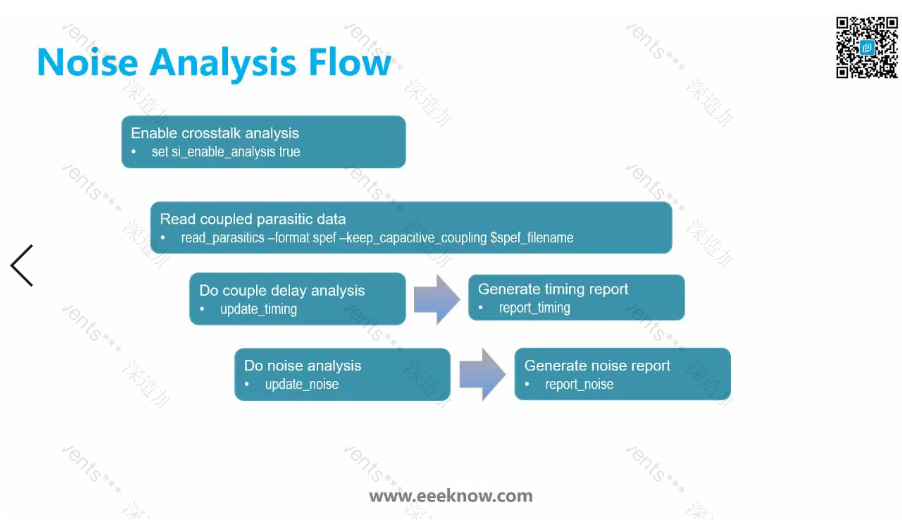 Noise Analysis Flow
Enable crosstalk analysis
• set si_enable_analysis true
Read coupled parasitic data
• read_parasitics –format spef –keep_capacitive_coupling $spef_filename
Do couple delay analysis
• update_timing
Generate timing report
• report_timing
Do noise analysis
• update_noise
Generate noise report
• report_noise
www.eeeknow.com